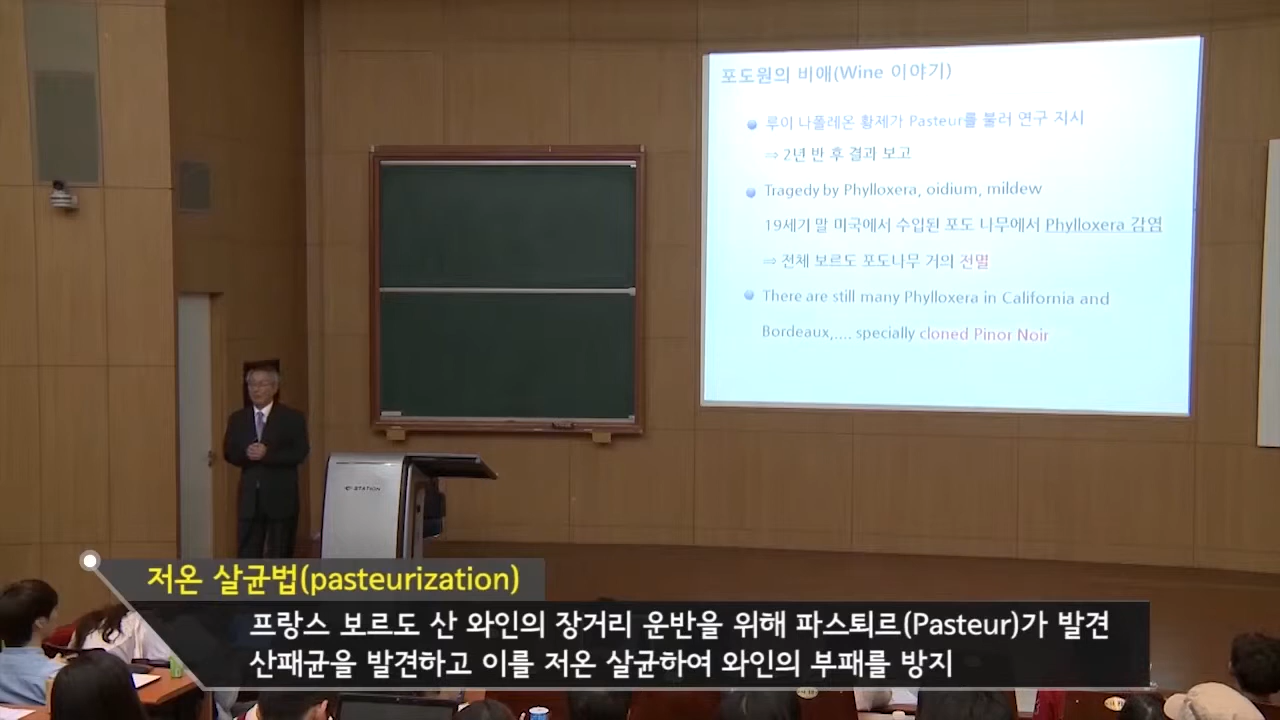 포도원의 비애(Wine 이야기)
루이 나폴레온 황제가 Pasteur를 불러 연구 지시
⇒ 2년 반 후 결과 보고
Tragedy by Phylloxera, oidium, mildew
19세기 말 미국에서 수입된 포도 나무에서 Phylloxera 감염
⇒ 전체 보르도 포도나무 거의 전멸
There are still many Phylloxera in California and
Bordeaux,.... specially cloned Pinor Noir
저온 살균법(pasteurization)
프랑스 보르도 산 와인의 장거리 운반을 위해 파스퇴르(Pasteur)가 발견
산패균을 발견하고 이를 저온 살균하여 와인의 부패를 방지